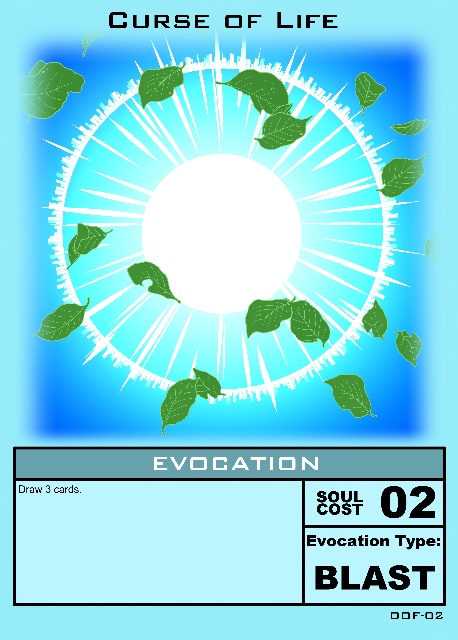 Curse of Life
EVOCATION
Draw 3 cards.
SOUL COST 02
Evocation Type:
BLAST
DOF-02